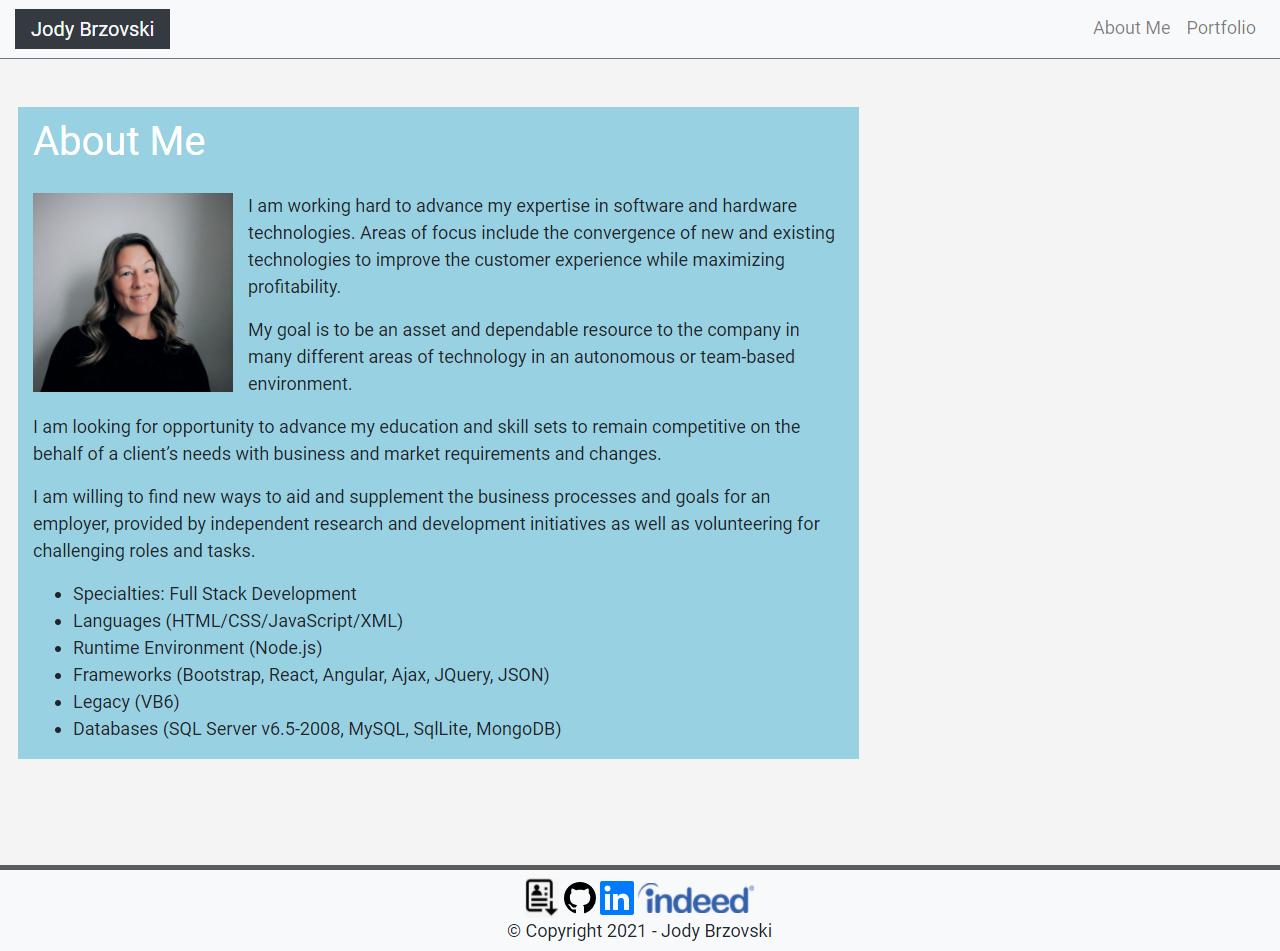 Jody Brzovski
About Me Portfolio
About Me
I am working hard to advance my expertise in software and hardware
technologies. Areas of focus include the convergence of new and existing
technologies to improve the customer experience while maximizing
profitability.
My goal is to be an asset and dependable resource to the company in
many different areas of technology in an autonomous or team-based
environment.
I am looking for opportunity to advance my education and skill sets to remain competitive on the
behalf of a client’s needs with business and market requirements and changes.
I am willing to find new ways to aid and supplement the business processes and goals for an
employer, provided by independent research and development initiatives as well as volunteering for
challenging roles and tasks.
• Specialties: Full Stack Development
• Languages (HTML/CSS/JavaScript/XML)
• Runtime Environment (Node.js)
• Frameworks (Bootstrap, React, Angular, Ajax, JQuery, JSON)
• Legacy (VB6)
• Databases (SQL Server v6.5-2008, MySQL, SqlLite, MongoDB)
in indeed
© Copyright 2021 - Jody Brzovski